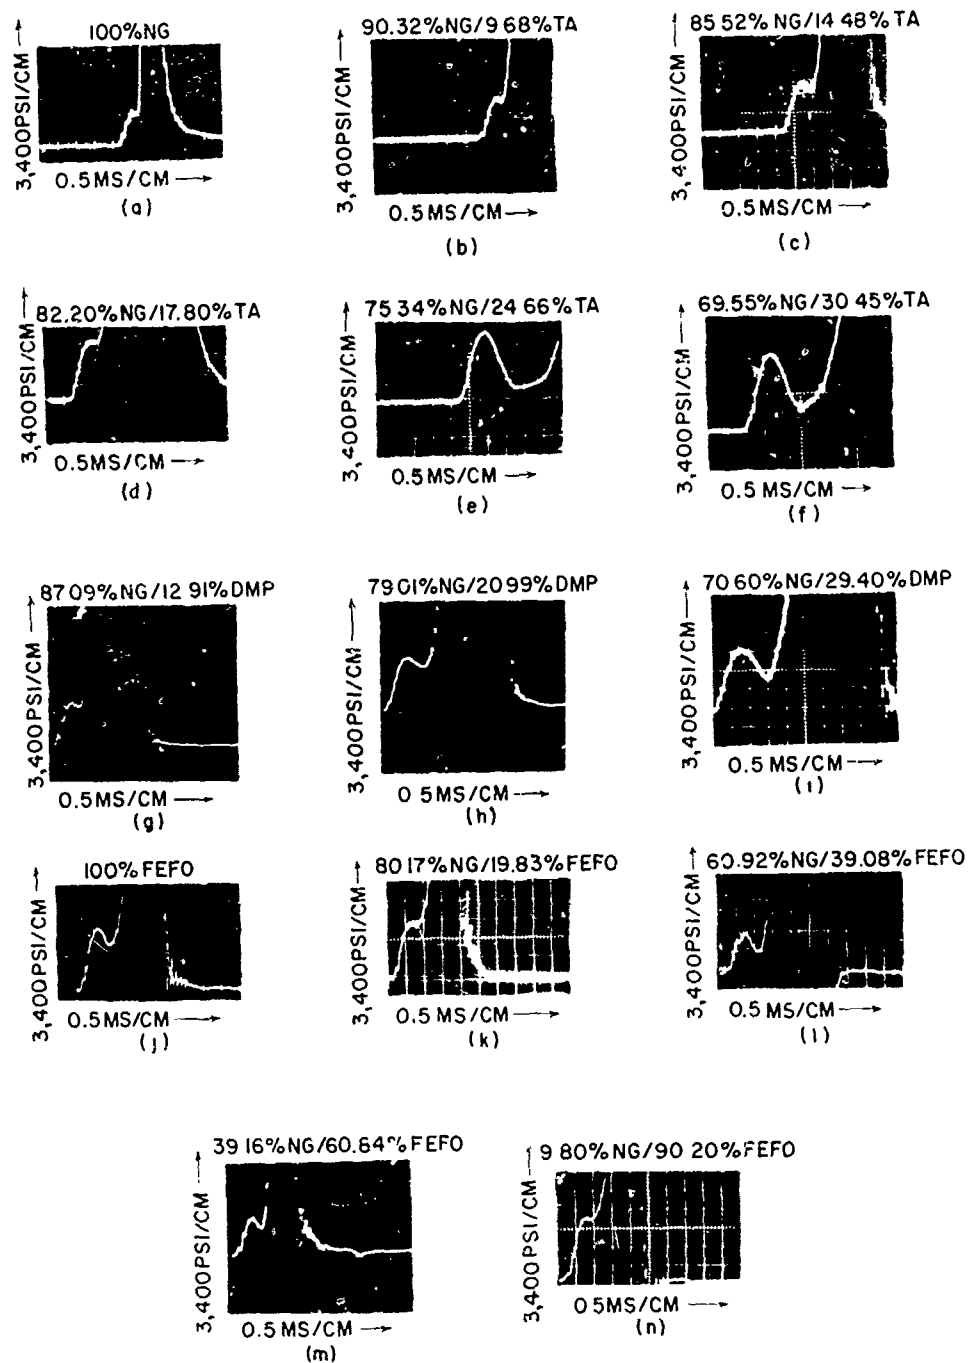 100%NG
3,400PSI/CM
0.5MS/CM
(a)
90.32%NG/9 68%TA
3,400PSI/CM
0.5MS/CM
(b)
85 52%NG/14 48%TA
3,400PSI/CM
0.5MS/CM
(c)
82.20%NG/17.80%TA
3,400PSI/CM
0.5MS/CM
(d)
75 34%NG/24 66%TA
3,400PSI/CM
0.5MS/CM
(e)
69.55%NG/30 45%TA
3,400PSI/CM
0.5 MS/CM
(f)
87 09%NG/12 91%DMP
3,400PSI/CM
0.5MS/CM
(g)
79 01%NG/20 99% DMP
3,400PSI/CM
0 5MS/CM
(h)
70 60%NG/29.40%DMP
3,400PSI/CM
0.5 MS/CM
(i)
100% FEFO
3,400PSI/CM
0.5MS/CM
(j)
80 17%NG/19.83%FEFO
3,400PSI/CM
0.5 MS/CM
(k)
60.92%NG/39.08%FEFO
3,400PSI/CM
0.5MS/CM
(l)
39 16%NG/60.84%FEFO
3,400PSI/CM
0.5 MS/CM
(m)
9 80%NG/90 20%FEFO
3,400PSI/CM
0 5MS/CM
(n)